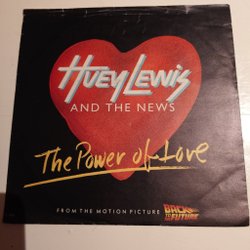 Huey Lewis
AND THE NEWS
The Power of Love
FROM THE MOTION PICTURE BACK TO THE FUTURE